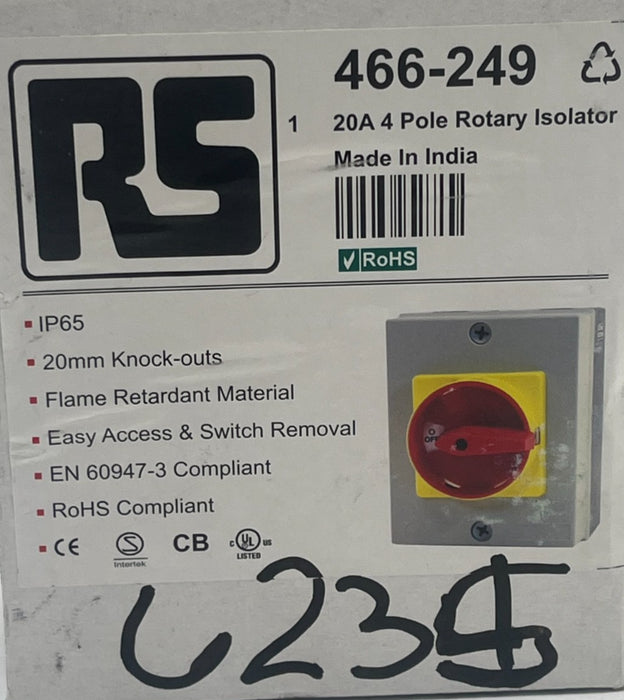 RS
466-249
1 20A 4 Pole Rotary Isolator
Made In India
RoHS
IP65
20mm Knock-outs
Flame Retardant Material
Easy Access & Switch Removal
EN 60947-3 Compliant
RoHS Compliant
CE S Intertek CB c UL us LISTED
O OFF